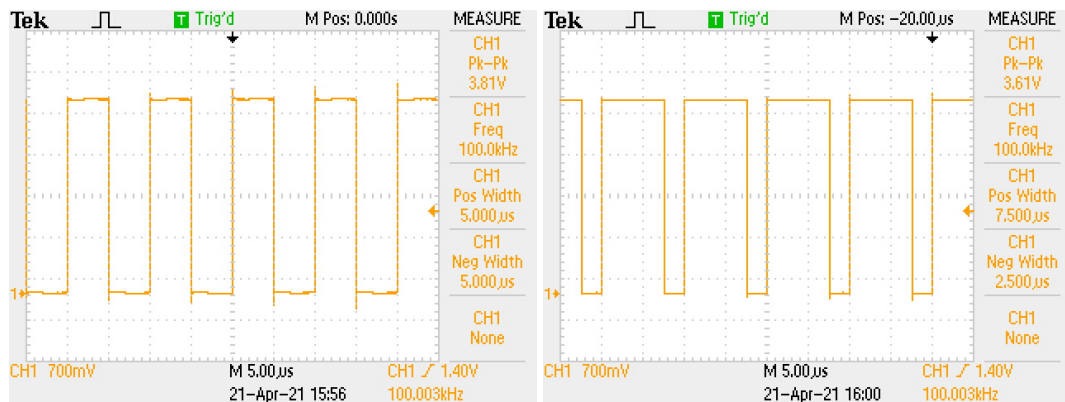 Tek T Trig'd M Pos: 0.000s MEASURE
CH1
Pk-Pk
3.81V
CH1
Freq
100.0kHz
CH1
Pos Width
5.000µs
CH1
Neg Width
5.000µs
CH1
None
1
CH1 700mV M 5.00µs CH1 1.40V
21-Apr-21 15:56 100.003kHz
Tek T Trig'd M Pos: -20.00µs MEASURE
CH1
Pk-Pk
3.61V
CH1
Freq
100.0kHz
CH1
Pos Width
7.500µs
CH1
Neg Width
2.500µs
CH1
None
1
CH1 700mV M 5.00µs CH1 1.40V
21-Apr-21 16:00 100.003kHz